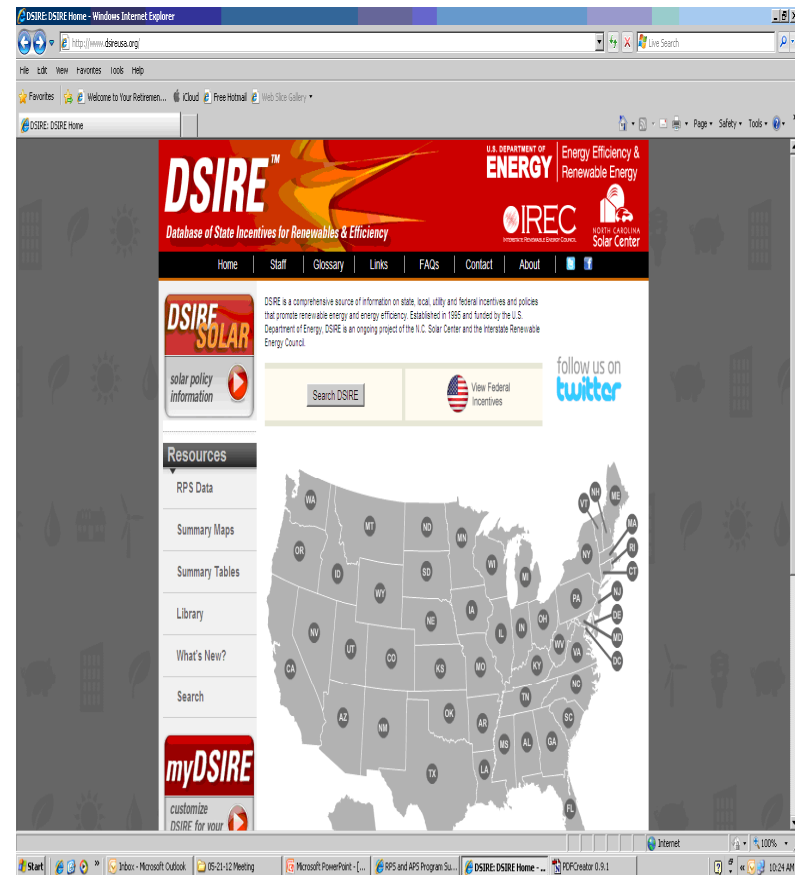 DSIRE: DSIRE Home - Windows Internet Explorer
http://www.dsireusa.org/
Live Search
File Edit View Favorites Tools Help
Favorites Welcome to Your Retiremen... iCloud Free Hotmail Web Slice Gallery
DSIRE: DSIRE Home
Page Safety Tools
DSIRE™
Database of State Incentives for Renewables & Efficiency
U.S. DEPARTMENT OF
ENERGY
Energy Efficiency &
Renewable Energy
IREC
INTERSTATE RENEWABLE ENERGY COUNCIL
NORTH CAROLINA
Solar Center
Home Staff Glossary Links FAQs Contact About
DSIRE
SOLAR
solar policy
information
DSIRE is a comprehensive source of information on state, local, utility and federal incentives and policies
that promote renewable energy and energy efficiency. Established in 1995 and funded by the U.S.
Department of Energy, DSIRE is an ongoing project of the N.C. Solar Center and the Interstate Renewable
Energy Council.
Search DSIRE
View Federal
Incentives
follow us on
twitter
Resources
RPS Data
Summary Maps
Summary Tables
Library
What's New?
Search
myDSIRE
customize
DSIRE for your
WA
MT
ND
MN
VT
NH
ME
MA
OR
ID
WY
SD
WI
MI
NY
RI
CT
NV
UT
CO
NE
IA
IL
IN
OH
PA
NJ
DE
MD
DC
CA
KS
MO
KY
WV
VA
AZ
NM
OK
AR
TN
NC
SC
TX
LA
MS
AL
GA
FL
Internet
100%
Start
Inbox - Microsoft Outlook
05-21-12 Meeting
Microsoft PowerPoint - [...
RPS and APS Program Su...
DSIRE: DSIRE Home - ...
PDFCreator 0.9.1
10:24 AM